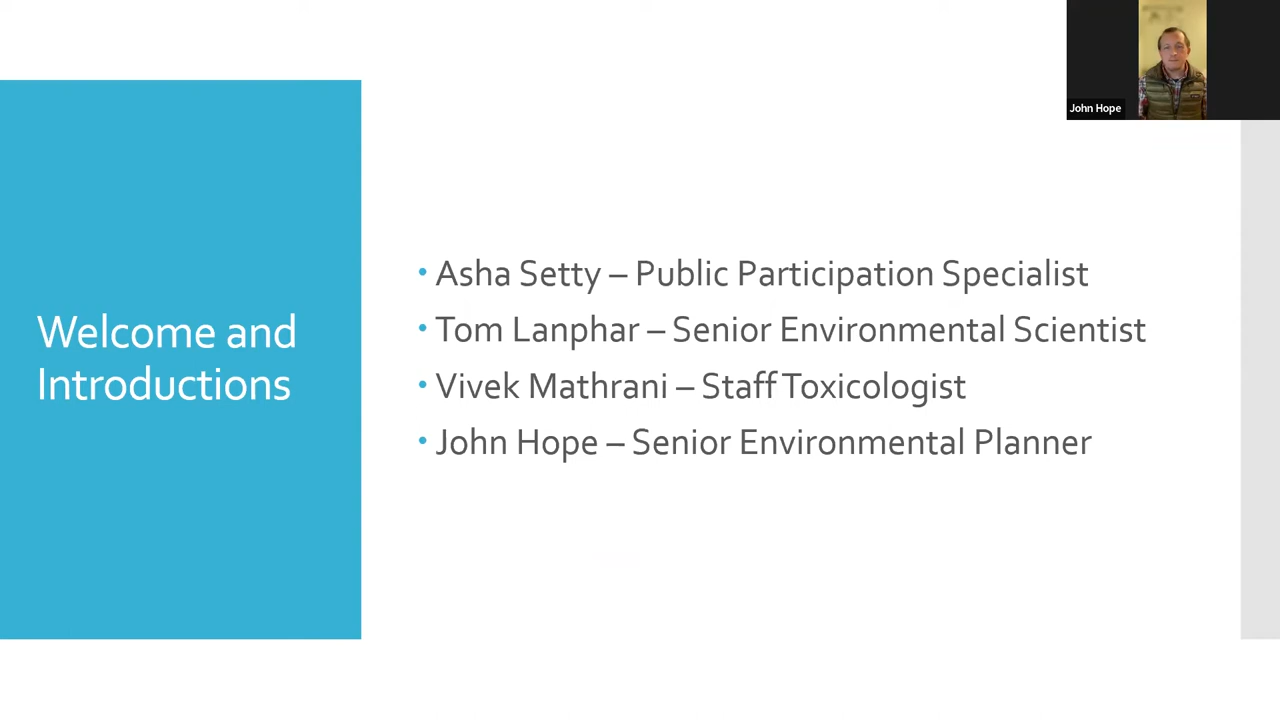 John Hope
Welcome and
Introductions
• Asha Setty – Public Participation Specialist
• Tom Lanphar – Senior Environmental Scientist
• Vivek Mathrani – Staff Toxicologist
• John Hope – Senior Environmental Planner